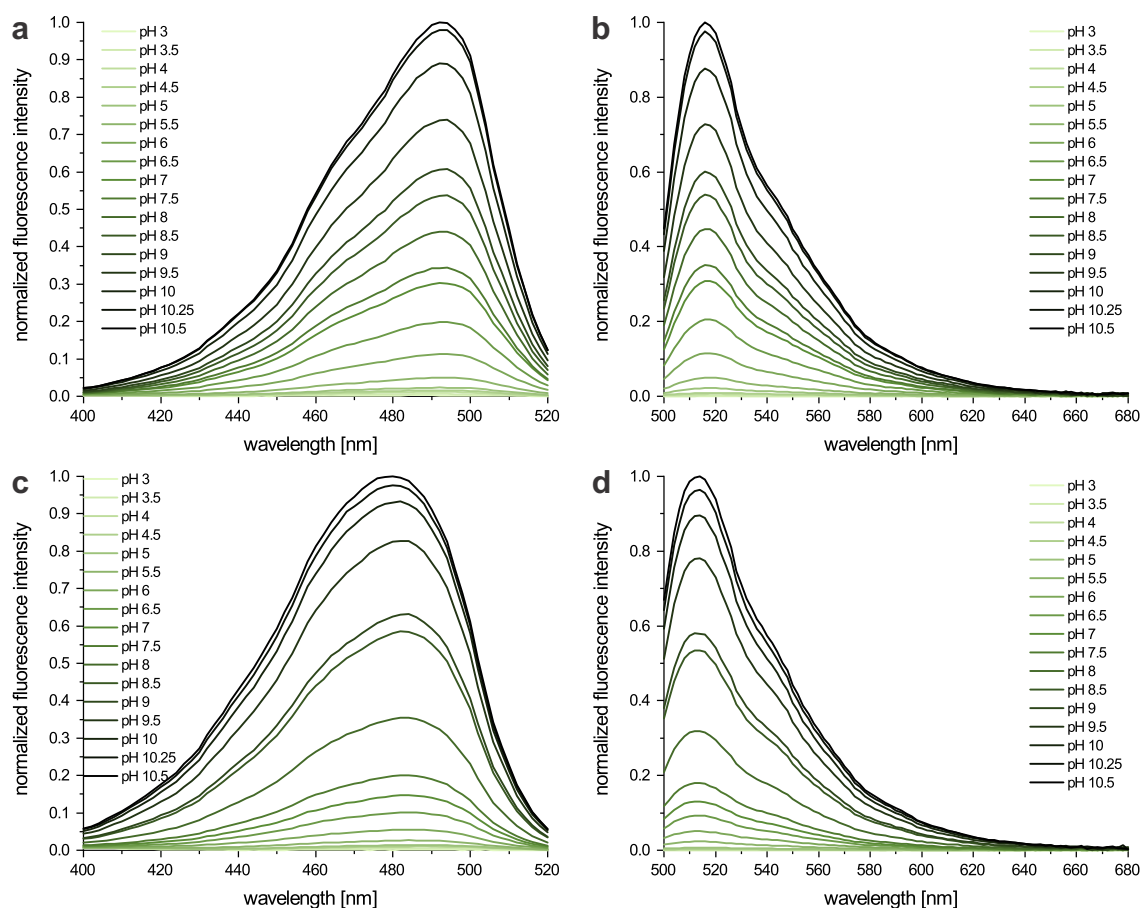 a
normalized fluorescence intensity
1.0
0.9
0.8
0.7
0.6
0.5
0.4
0.3
0.2
0.1
0.0
pH 3
pH 3.5
pH 4
pH 4.5
pH 5
pH 5.5
pH 6
pH 6.5
pH 7
pH 7.5
pH 8
pH 8.5
pH 9
pH 9.5
pH 10
pH 10.25
pH 10.5
400 420 440 460 480 500 520
wavelength [nm]
b
normalized fluorescence intensity
1.0
0.8
0.6
0.4
0.2
0.0
pH 3
pH 3.5
pH 4
pH 4.5
pH 5
pH 5.5
pH 6
pH 6.5
pH 7
pH 7.5
pH 8
pH 8.5
pH 9
pH 9.5
pH 10
pH 10.25
pH 10.5
500 520 540 560 580 600 620 640 660 680
wavelength [nm]
c
normalized fluorescence intensity
1.0
0.9
0.8
0.7
0.6
0.5
0.4
0.3
0.2
0.1
0.0
pH 3
pH 3.5
pH 4
pH 4.5
pH 5
pH 5.5
pH 6
pH 6.5
pH 7
pH 7.5
pH 8
pH 8.5
pH 9
pH 9.5
pH 10
pH 10.25
pH 10.5
400 420 440 460 480 500 520
wavelength [nm]
d
normalized fluorescence intensity
1.0
0.8
0.6
0.4
0.2
0.0
pH 3
pH 3.5
pH 4
pH 4.5
pH 5
pH 5.5
pH 6
pH 6.5
pH 7
pH 7.5
pH 8
pH 8.5
pH 9
pH 9.5
pH 10
pH 10.25
pH 10.5
500 520 540 560 580 600 620 640 660 680
wavelength [nm]